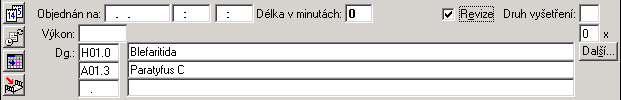 Objednán na: . . : : Délka v minutách: 0 Revize Druh vyšetření:
Výkon: 0 x
Dg.: H01.0 Blefaritida Další...
A01.3 Paratyfus C
.